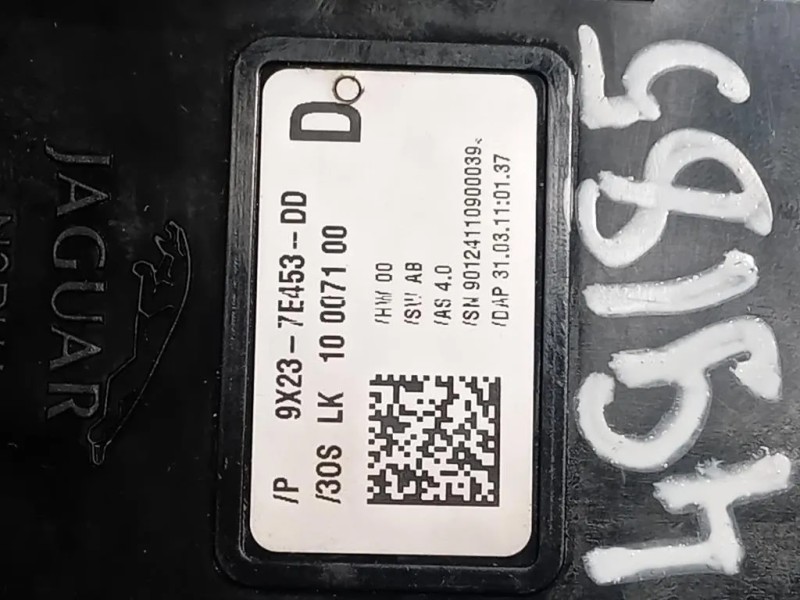 JAGUAR
/P 9X23-7E453-DD
D
/30S LK 10 0071 00
/HW 00
/SW AB
/AS 4.0
/SN 90124110900039<
/DAP 31.03.11:01.37
49185